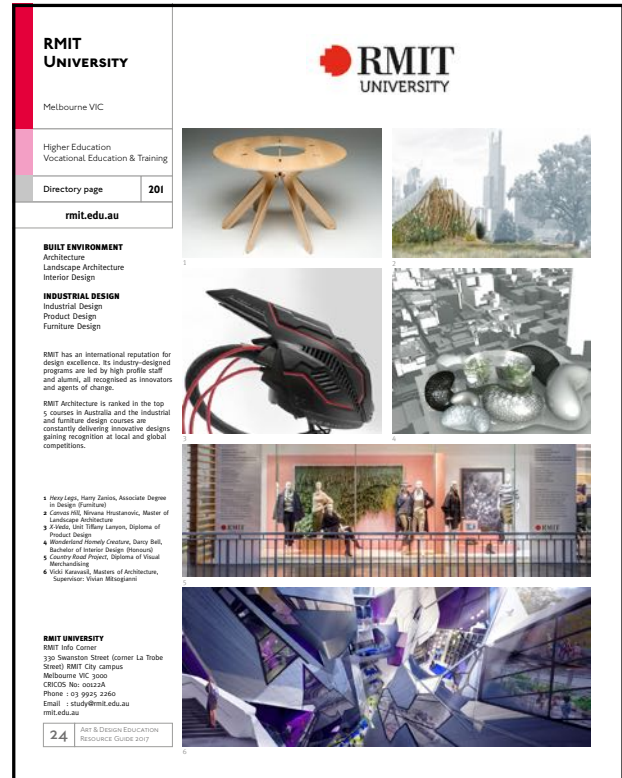 RMIT
UNIVERSITY
Melbourne VIC
Higher Education
Vocational Education & Training
Directory page 201
rmit.edu.au
RMIT
UNIVERSITY
BUILT ENVIRONMENT
Architecture
Landscape Architecture
Interior Design
INDUSTRIAL DESIGN
Industrial Design
Product Design
Furniture Design
RMIT has an international reputation for
design excellence. Its industry-designed
programs are led by high profile staff
and alumni, all recognised as innovators
and agents of change.
RMIT Architecture is ranked in the top
5 courses in Australia and the industrial
and furniture design courses are
constantly delivering innovative designs
gaining recognition at local and global
competitions.
1 Hexy Legs, Harry Zanios, Associate Degree
in Design (Furniture)
2 Canvas Hill, Nirvana Hrustanovic, Master of
Landscape Architecture
3 X-Vedo, Unit Tiffany Lanyon, Diploma of
Product Design
4 Wonderland Homely Creature, Darcy Bell,
Bachelor of Interior Design (Honours)
5 Country Road Project, Diploma of Visual
Merchandising
6 Vicki Karavasil, Masters of Architecture,
Supervisor: Vivian Mitsogianni
RMIT UNIVERSITY
RMIT Info Corner
330 Swanston Street (corner La Trobe
Street) RMIT City campus
Melbourne VIC 3000
CRICOS No: 00122A
Phone : 03 9925 2260
Email : study@rmit.edu.au
rmit.edu.au
24
ART & DESIGN EDUCATION
RESOURCE GUIDE 2017
1
2
3
4
RMIT
RMIT
5
6